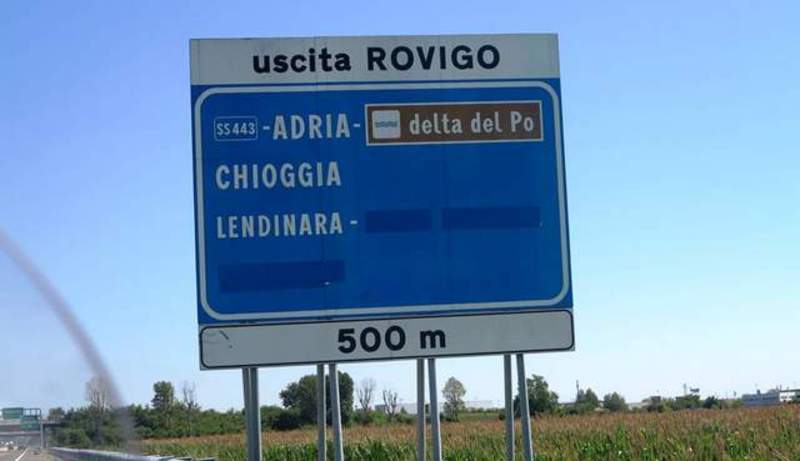 uscita ROVIGO
SS443 -ADRIA- delta del Po
CHIOGGIA
LENDINARA -
500 m